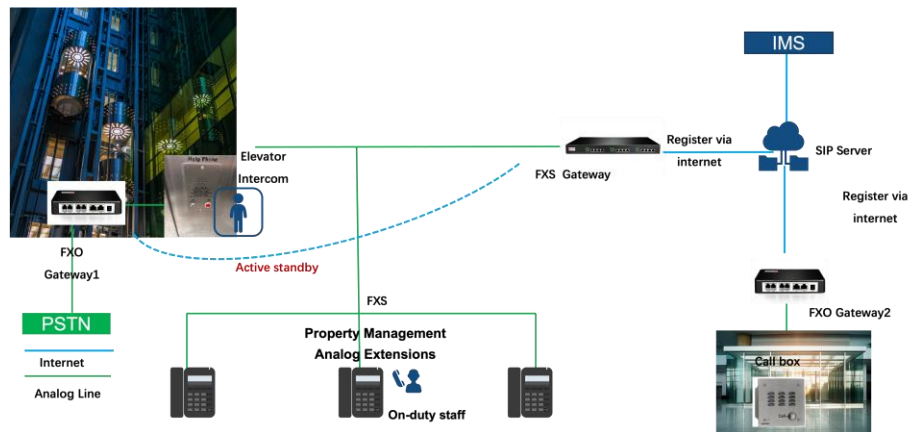 IMS
Help Phone
Elevator
Intercom
FXS Gateway
Register via
internet
SIP Server
Register via
internet
FXO
Gateway1
Active standby
PSTN
FXS
Property Management
Analog Extensions
FXO Gateway2
Internet
Call box
Analog Line
On-duty staff